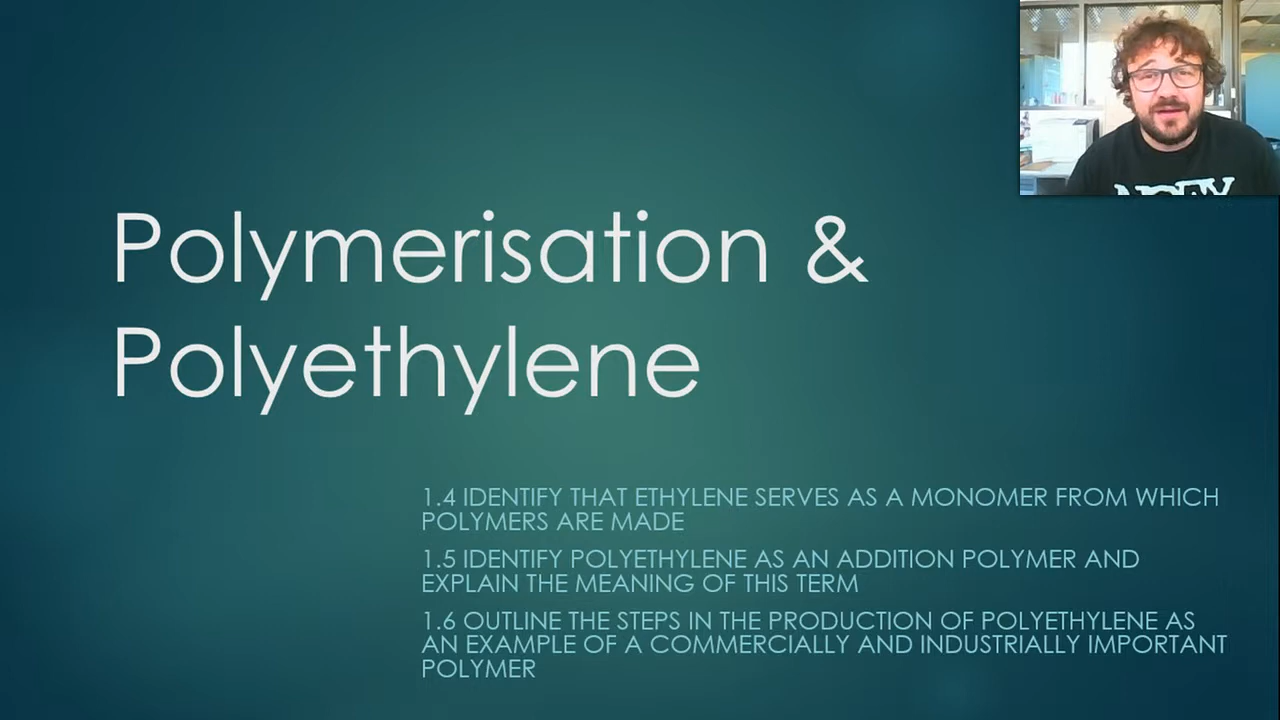 Polymerisation &
Polyethylene
1.4 IDENTIFY THAT ETHYLENE SERVES AS A MONOMER FROM WHICH
POLYMERS ARE MADE
1.5 IDENTIFY POLYETHYLENE AS AN ADDITION POLYMER AND
EXPLAIN THE MEANING OF THIS TERM
1.6 OUTLINE THE STEPS IN THE PRODUCTION OF POLYETHYLENE AS
AN EXAMPLE OF A COMMERCIALLY AND INDUSTRIALLY IMPORTANT
POLYMER